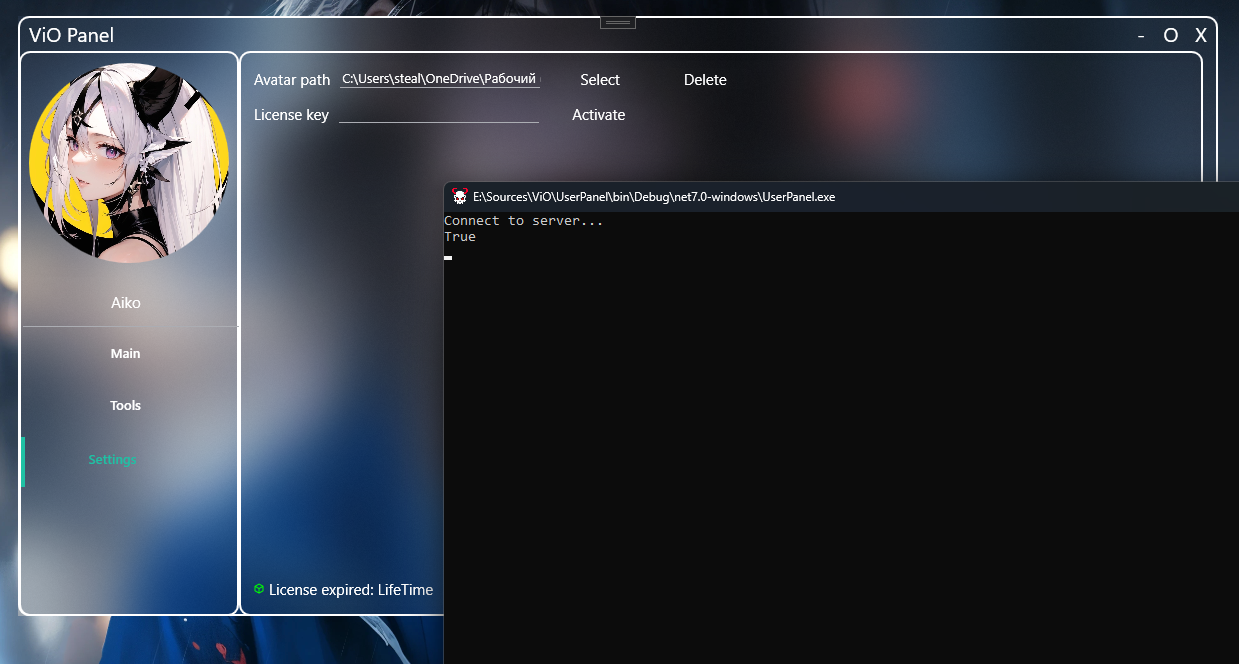 ViO Panel
- O X
Avatar path C:\Users\steal\OneDrive\Рабочий Select Delete
License key Activate
E:\Sources\ViO\UserPanel\bin\Debug\net7.0-windows\UserPanel.exe
Connect to server...
True
Aiko
Main
Tools
Settings
License expired: LifeTime